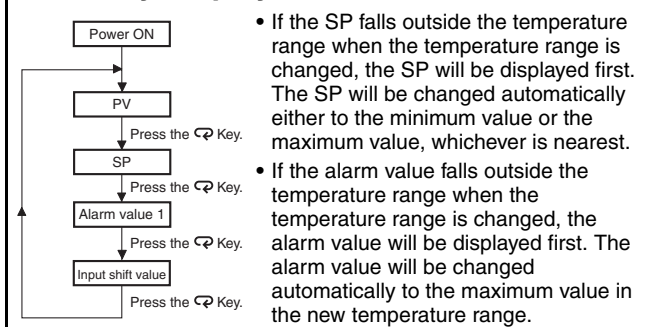 Power ON
PV
Press the Key.
SP
Press the Key.
Alarm value 1
Press the Key.
Input shift value
Press the Key.
• If the SP falls outside the temperature
range when the temperature range is
changed, the SP will be displayed first.
The SP will be changed automatically
either to the minimum value or the
maximum value, whichever is nearest.
• If the alarm value falls outside the
temperature range when the
temperature range is changed, the
alarm value will be displayed first. The
alarm value will be changed
automatically to the maximum value in
the new temperature range.